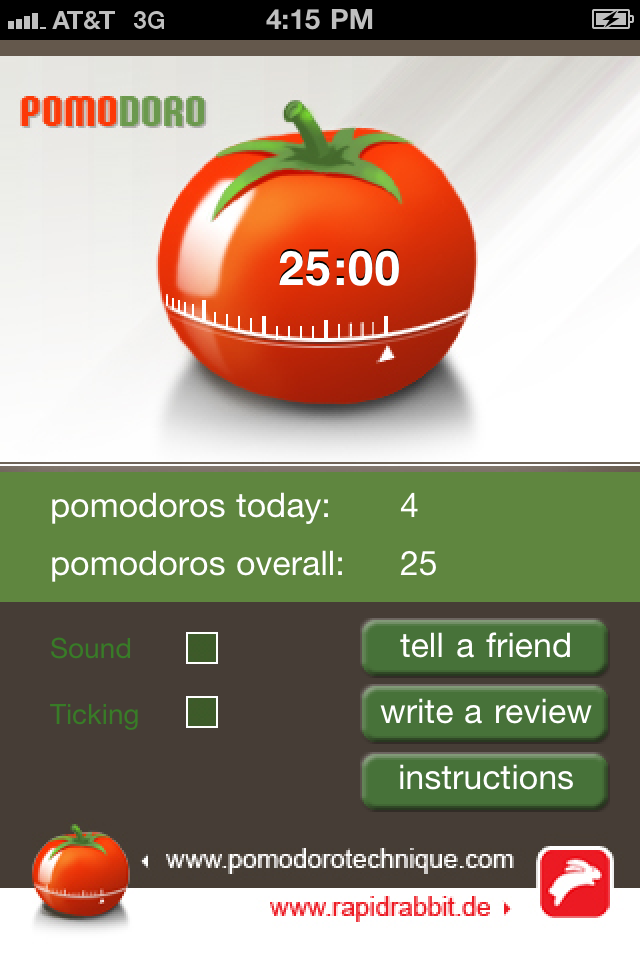 AT&T 3G 4:15 PM
POMODORO
25:00
pomodoros today: 4
pomodoros overall: 25
Sound
tell a friend
Ticking
write a review
instructions
www.pomodorotechnique.com
www.rapidrabbit.de